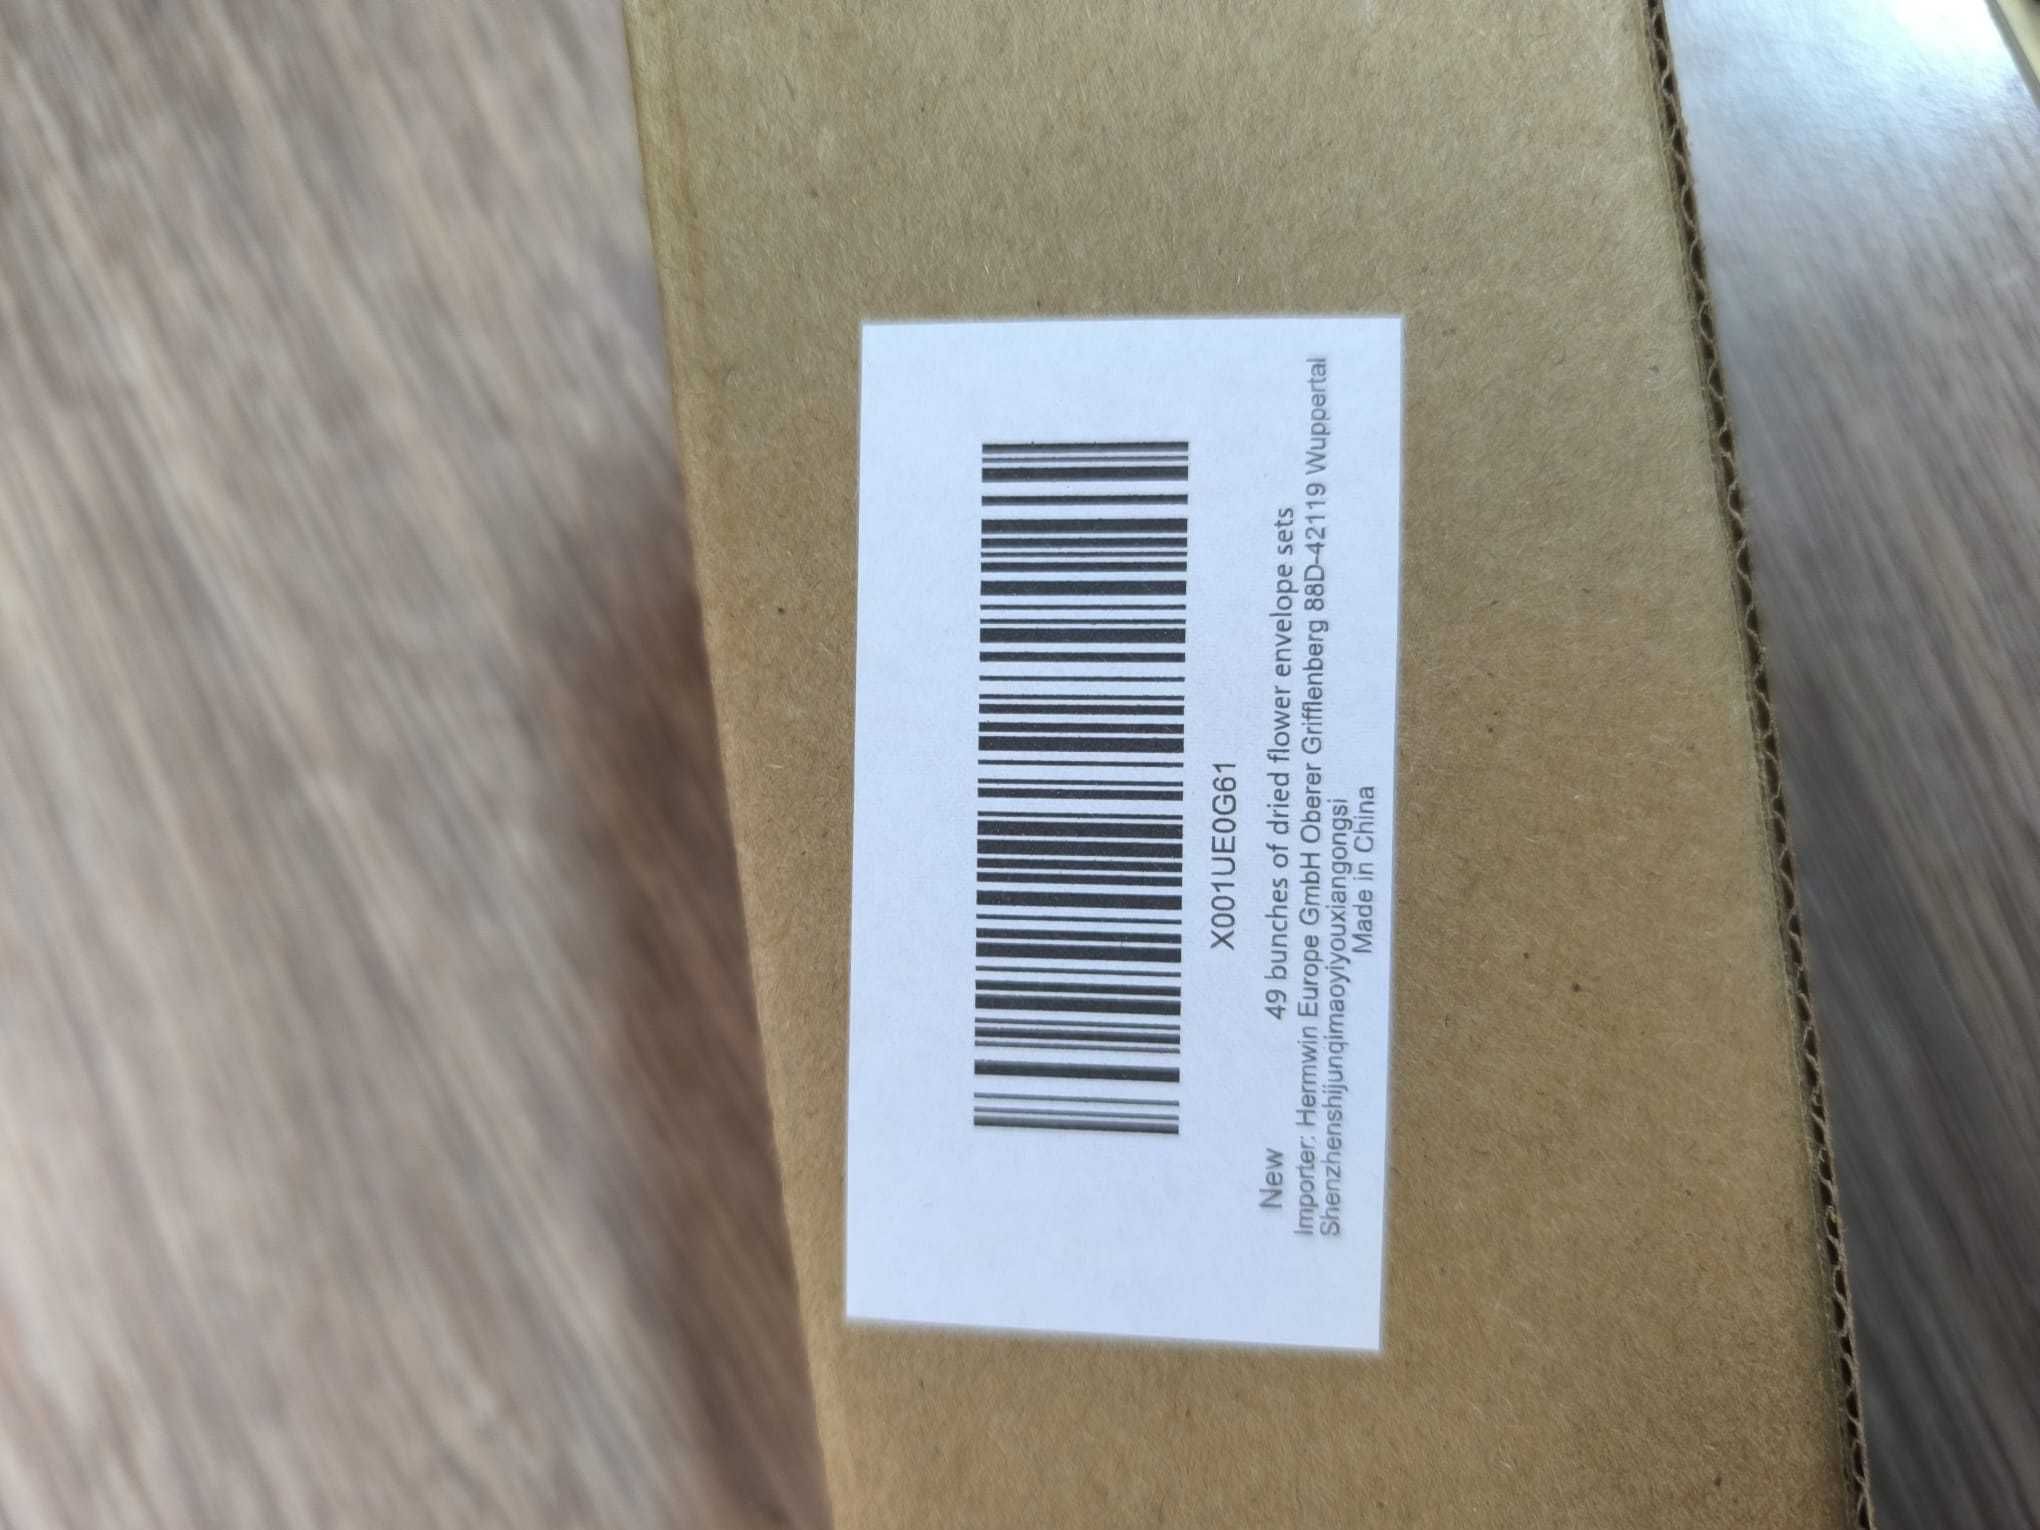 X001UE0G61
New 49 bunches of dried flower envelope sets
Importer: Hermwin Europe GmbH Oberer Grifflenberg 88D-42119 Wuppertal
Shenzhenshijunqimaoyiyouxiangongsi
Made in China